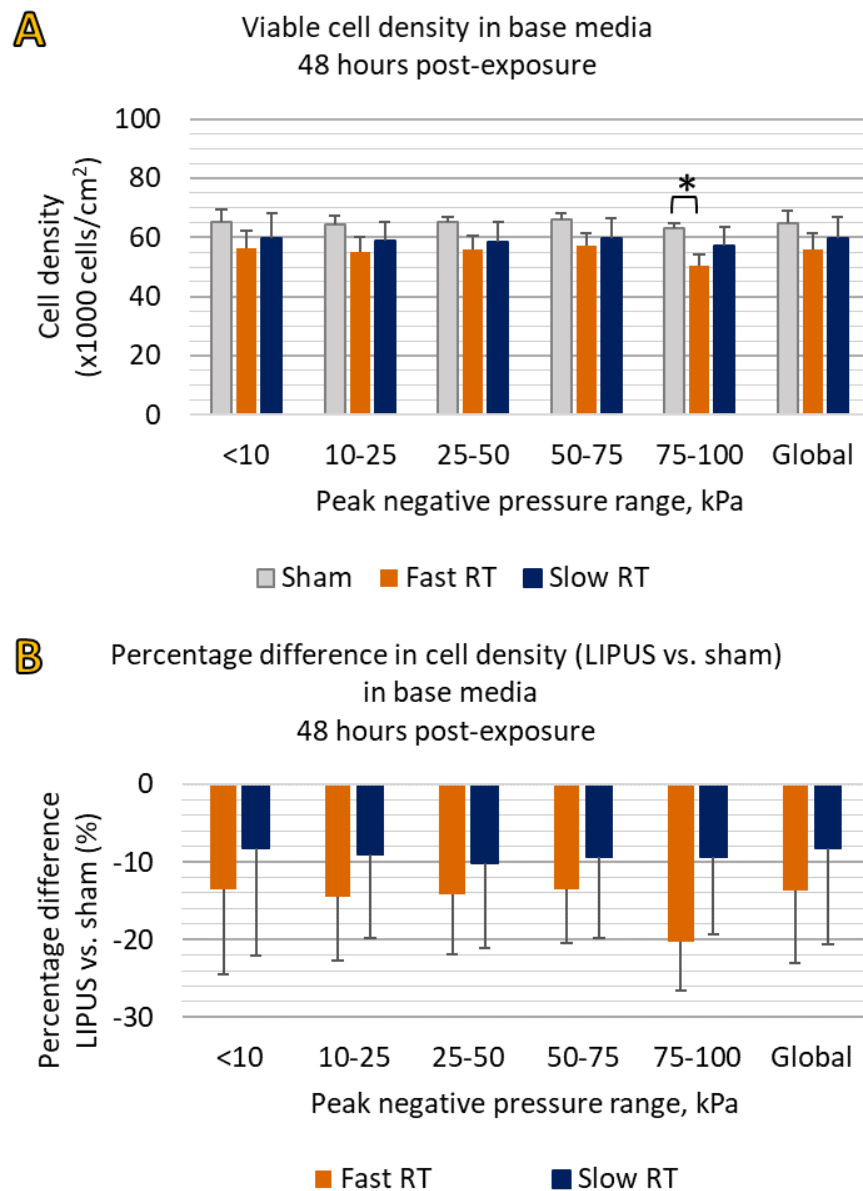 A
Viable cell density in base media
48 hours post-exposure
Cell density
(x1000 cells/cm²)
100
80
60
40
20
0
*
<10 10-25 25-50 50-75 75-100 Global
Peak negative pressure range, kPa
Sham Fast RT Slow RT
B
Percentage difference in cell density (LIPUS vs. sham)
in base media
48 hours post-exposure
Percentage difference
LIPUS vs. sham (%)
0
-10
-20
-30
<10 10-25 25-50 50-75 75-100 Global
Peak negative pressure range, kPa
Fast RT Slow RT